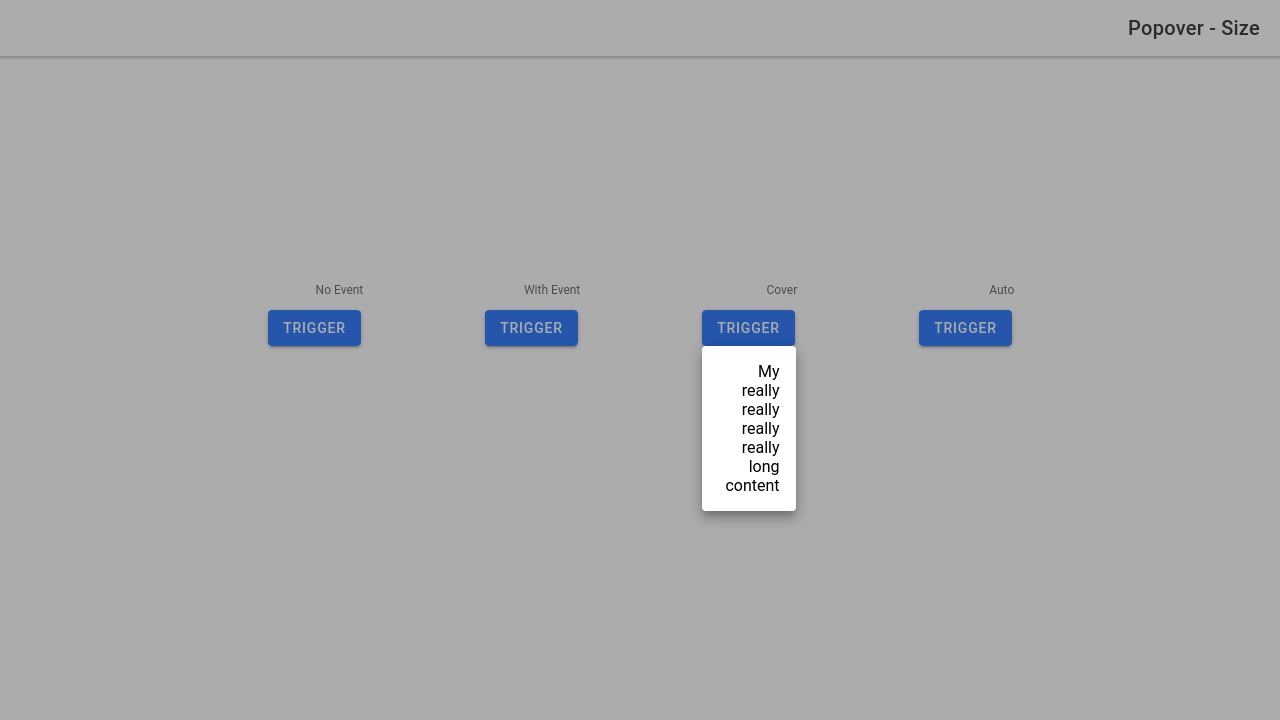 Popover - Size
No Event
With Event
Cover
Auto
TRIGGER
TRIGGER
TRIGGER
TRIGGER
My
really
really
really
really
long
content